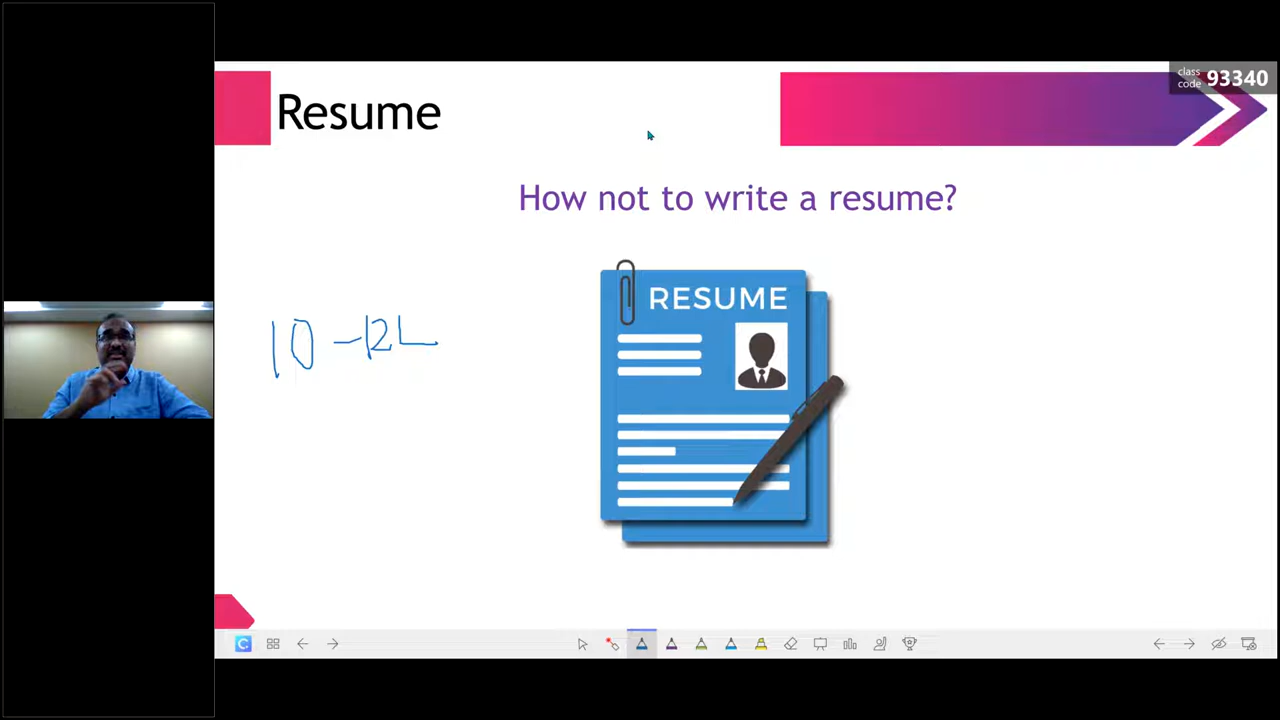 class
code 93340
Resume
How not to write a resume?
RESUME
10 - 12L
C